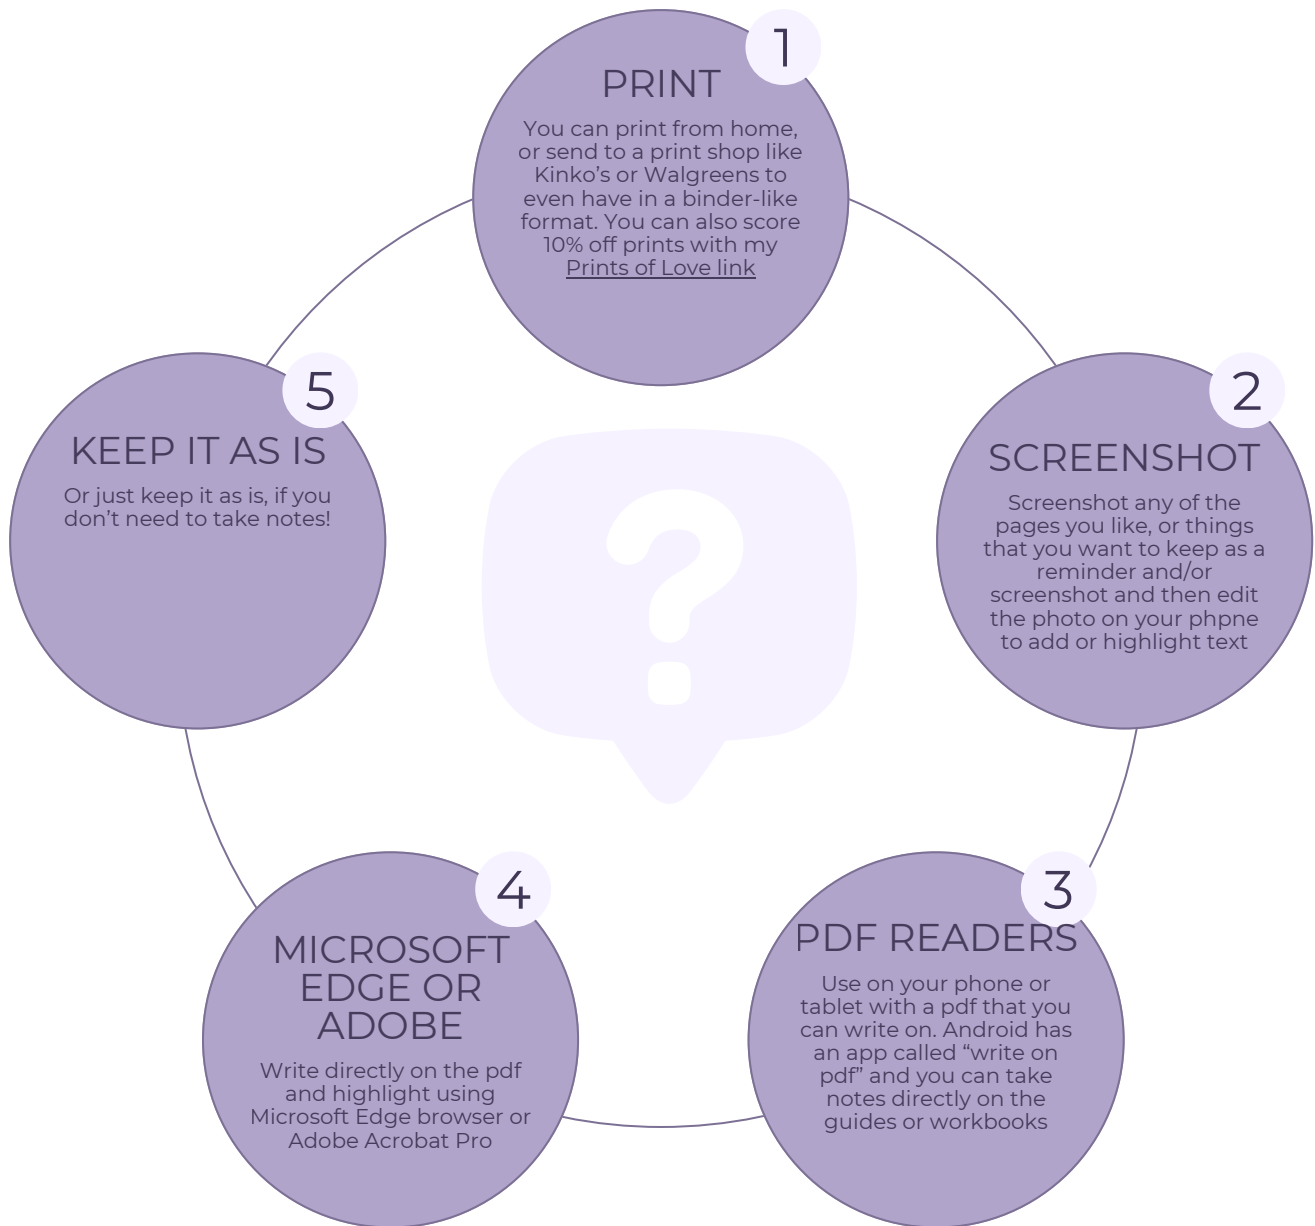 1
PRINT
You can print from home,
or send to a print shop like
Kinko's or Walgreens to
even have in a binder-like
format. You can also score
10% off prints with my
Prints of Love link
2
SCREENSHOT
Screenshot any of the
pages you like, or things
that you want to keep as a
reminder and/or
screenshot and then edit
the photo on your phpne
to add or highlight text
3
PDF READERS
Use on your phone or
tablet with a pdf that you
can write on. Android has
an app called “write on
pdf” and you can take
notes directly on the
guides or workbooks
4
MICROSOFT
EDGE OR
ADOBE
Write directly on the pdf
and highlight using
Microsoft Edge browser or
Adobe Acrobat Pro
5
KEEP IT AS IS
Or just keep it as is, if you
don't need to take notes!
?